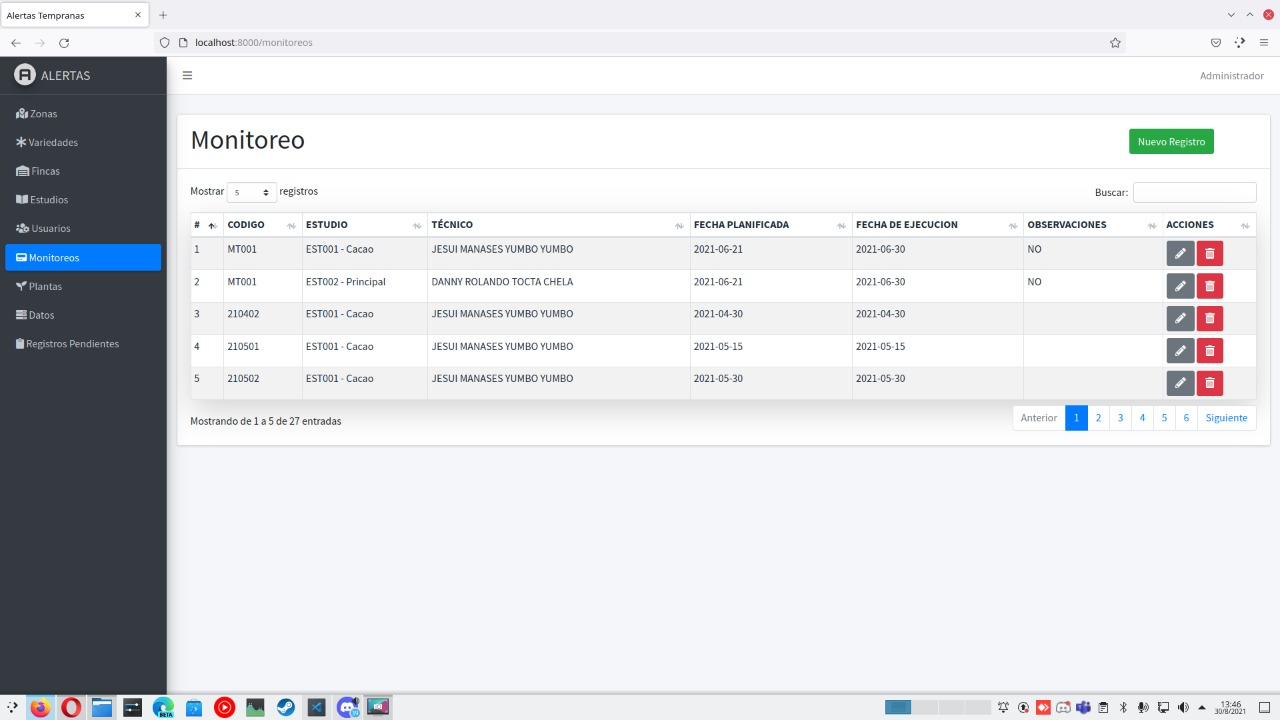 Alertas Tempranas
localhost:8000/monitoreos
ALERTAS
Administrador
Zonas
Variedades
Fincas
Estudios
Usuarios
Monitoreos
Plantas
Datos
Registros Pendientes
Monitoreo
Nuevo Registro
Mostrar 5 registros
Buscar:
# CODIGO ESTUDIO TÉCNICO FECHA PLANIFICADA FECHA DE EJECUCION OBSERVACIONES ACCIONES
1 MT001 EST001 - Cacao JESUI MANASES YUMBO YUMBO 2021-06-21 2021-06-30 NO
2 MT001 EST002 - Principal DANNY ROLANDO TOCTA CHELA 2021-06-21 2021-06-30 NO
3 210402 EST001 - Cacao JESUI MANASES YUMBO YUMBO 2021-04-30 2021-04-30
4 210501 EST001 - Cacao JESUI MANASES YUMBO YUMBO 2021-05-15 2021-05-15
5 210502 EST001 - Cacao JESUI MANASES YUMBO YUMBO 2021-05-30 2021-05-30
Mostrando de 1 a 5 de 27 entradas
Anterior 1 2 3 4 5 6 Siguiente
BETA
13:46
30/8/2021